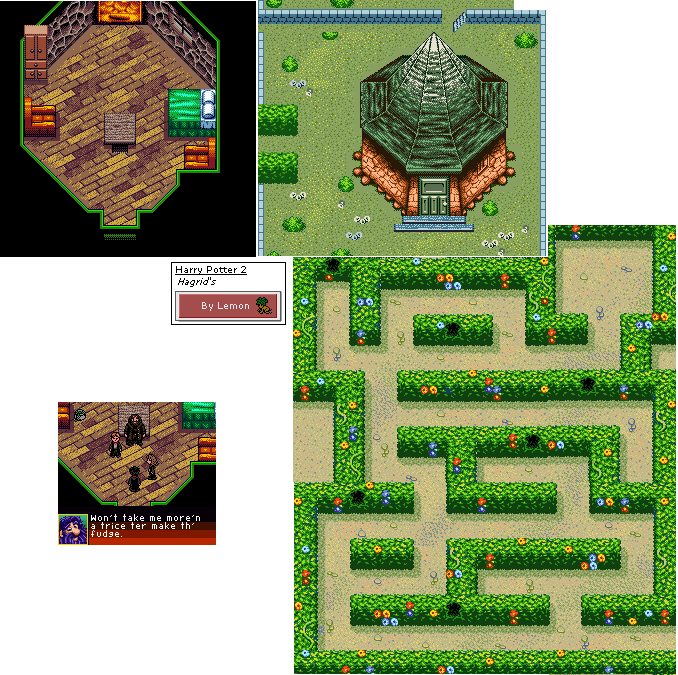 Harry Potter 2
Hagrid's
By Lemon
Won't take me more'n
a trice ter make th'
fudge.